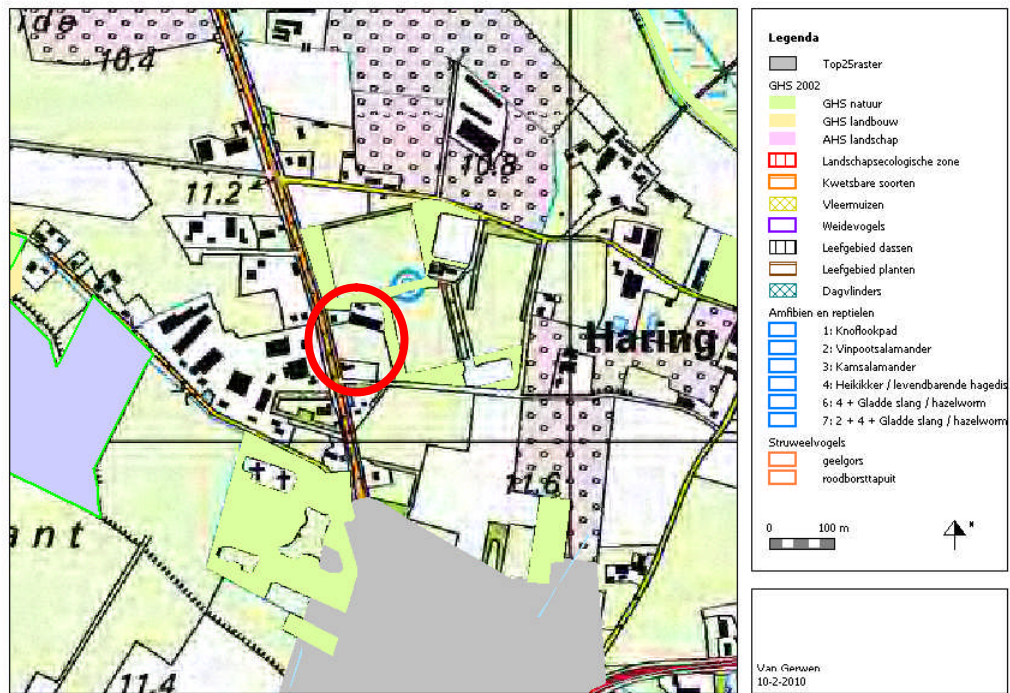 ide
10.4
11.2
10.8
Haring
11.6
ant
11.4
Legenda
Top25raster
GHS 2002
GHS natuur
GHS landbouw
AHS landschap
Landschapsecologische zone
Kwetsbare soorten
Vleermuizen
Weidevogels
Leefgebied dassen
Leefgebied planten
Dagvlinders
Amfibien en reptielen
1: Knoflookpad
2: Vinpootsalamander
3: Kamsalamander
4: Heikikker / levendbarende hagedis
6: 4 + Gladde slang / hazelworm
7: 2 + 4 + Gladde slang / hazelworm
Struweelvogels
geelgors
roodborsttapuit
0 100 m
Van Gerwen
10-2-2010